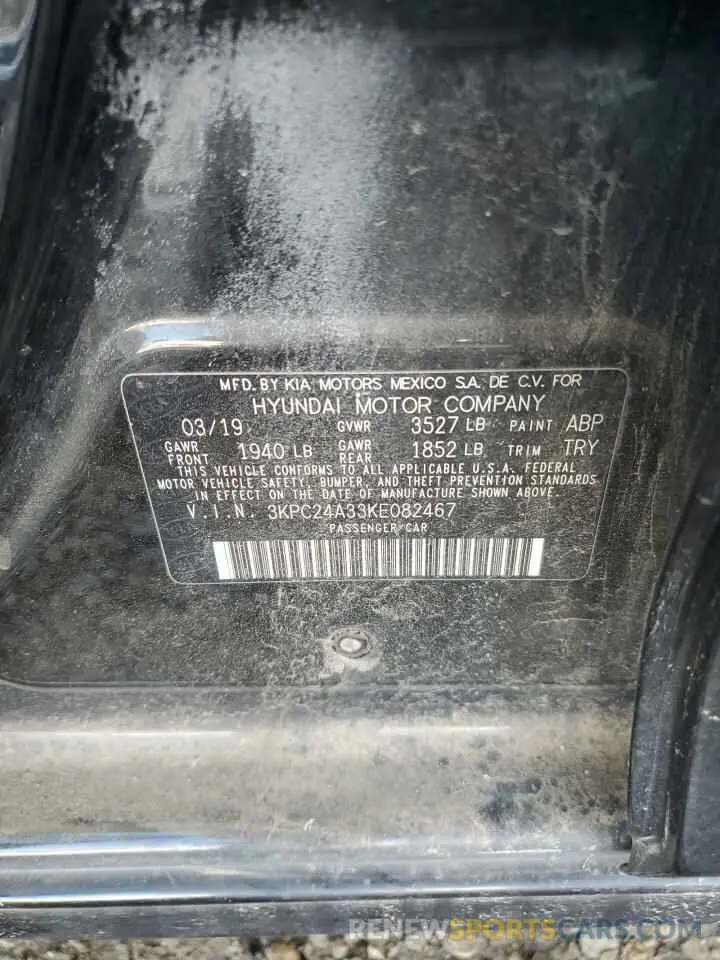 MFD. BY KIA MOTORS MEXICO S.A. DE C.V. FOR
HYUNDAI MOTOR COMPANY
03/19 GVWR 3527 LB PAINT ABP
GAWR FRONT 1940 LB GAWR REAR 1852 LB TRIM TRY
THIS VEHICLE CONFORMS TO ALL APPLICABLE U.S.A. FEDERAL
MOTOR VEHICLE SAFETY, BUMPER, AND THEFT PREVENTION STANDARDS
IN EFFECT ON THE DATE OF MANUFACTURE SHOWN ABOVE.
V.I.N. 3KPC24A33KE082467
PASSENGER CAR
RENEWSPORTSCARS.COM